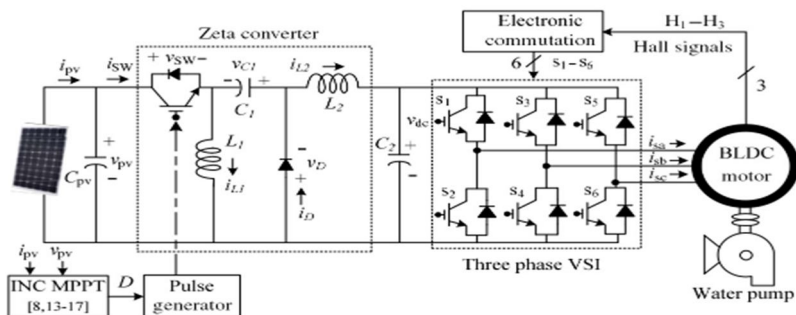 Zeta converter
Electronic
commutation
H1−H3
Hall signals
6 s1−s6
3
ipv
iSW
+ vSW −
− vC1 +
C1
iL2
L2
L1
iL1
Cpv
+
vpv
−
−
vD
+
iD
C2
+
−
vdc
s1
s3
s5
s2
s4
s6
isa
isb
isc
BLDC
motor
Three phase VSI
Water pump
ipv vpv
INC MPPT
[8,13-17]
D
Pulse
generator